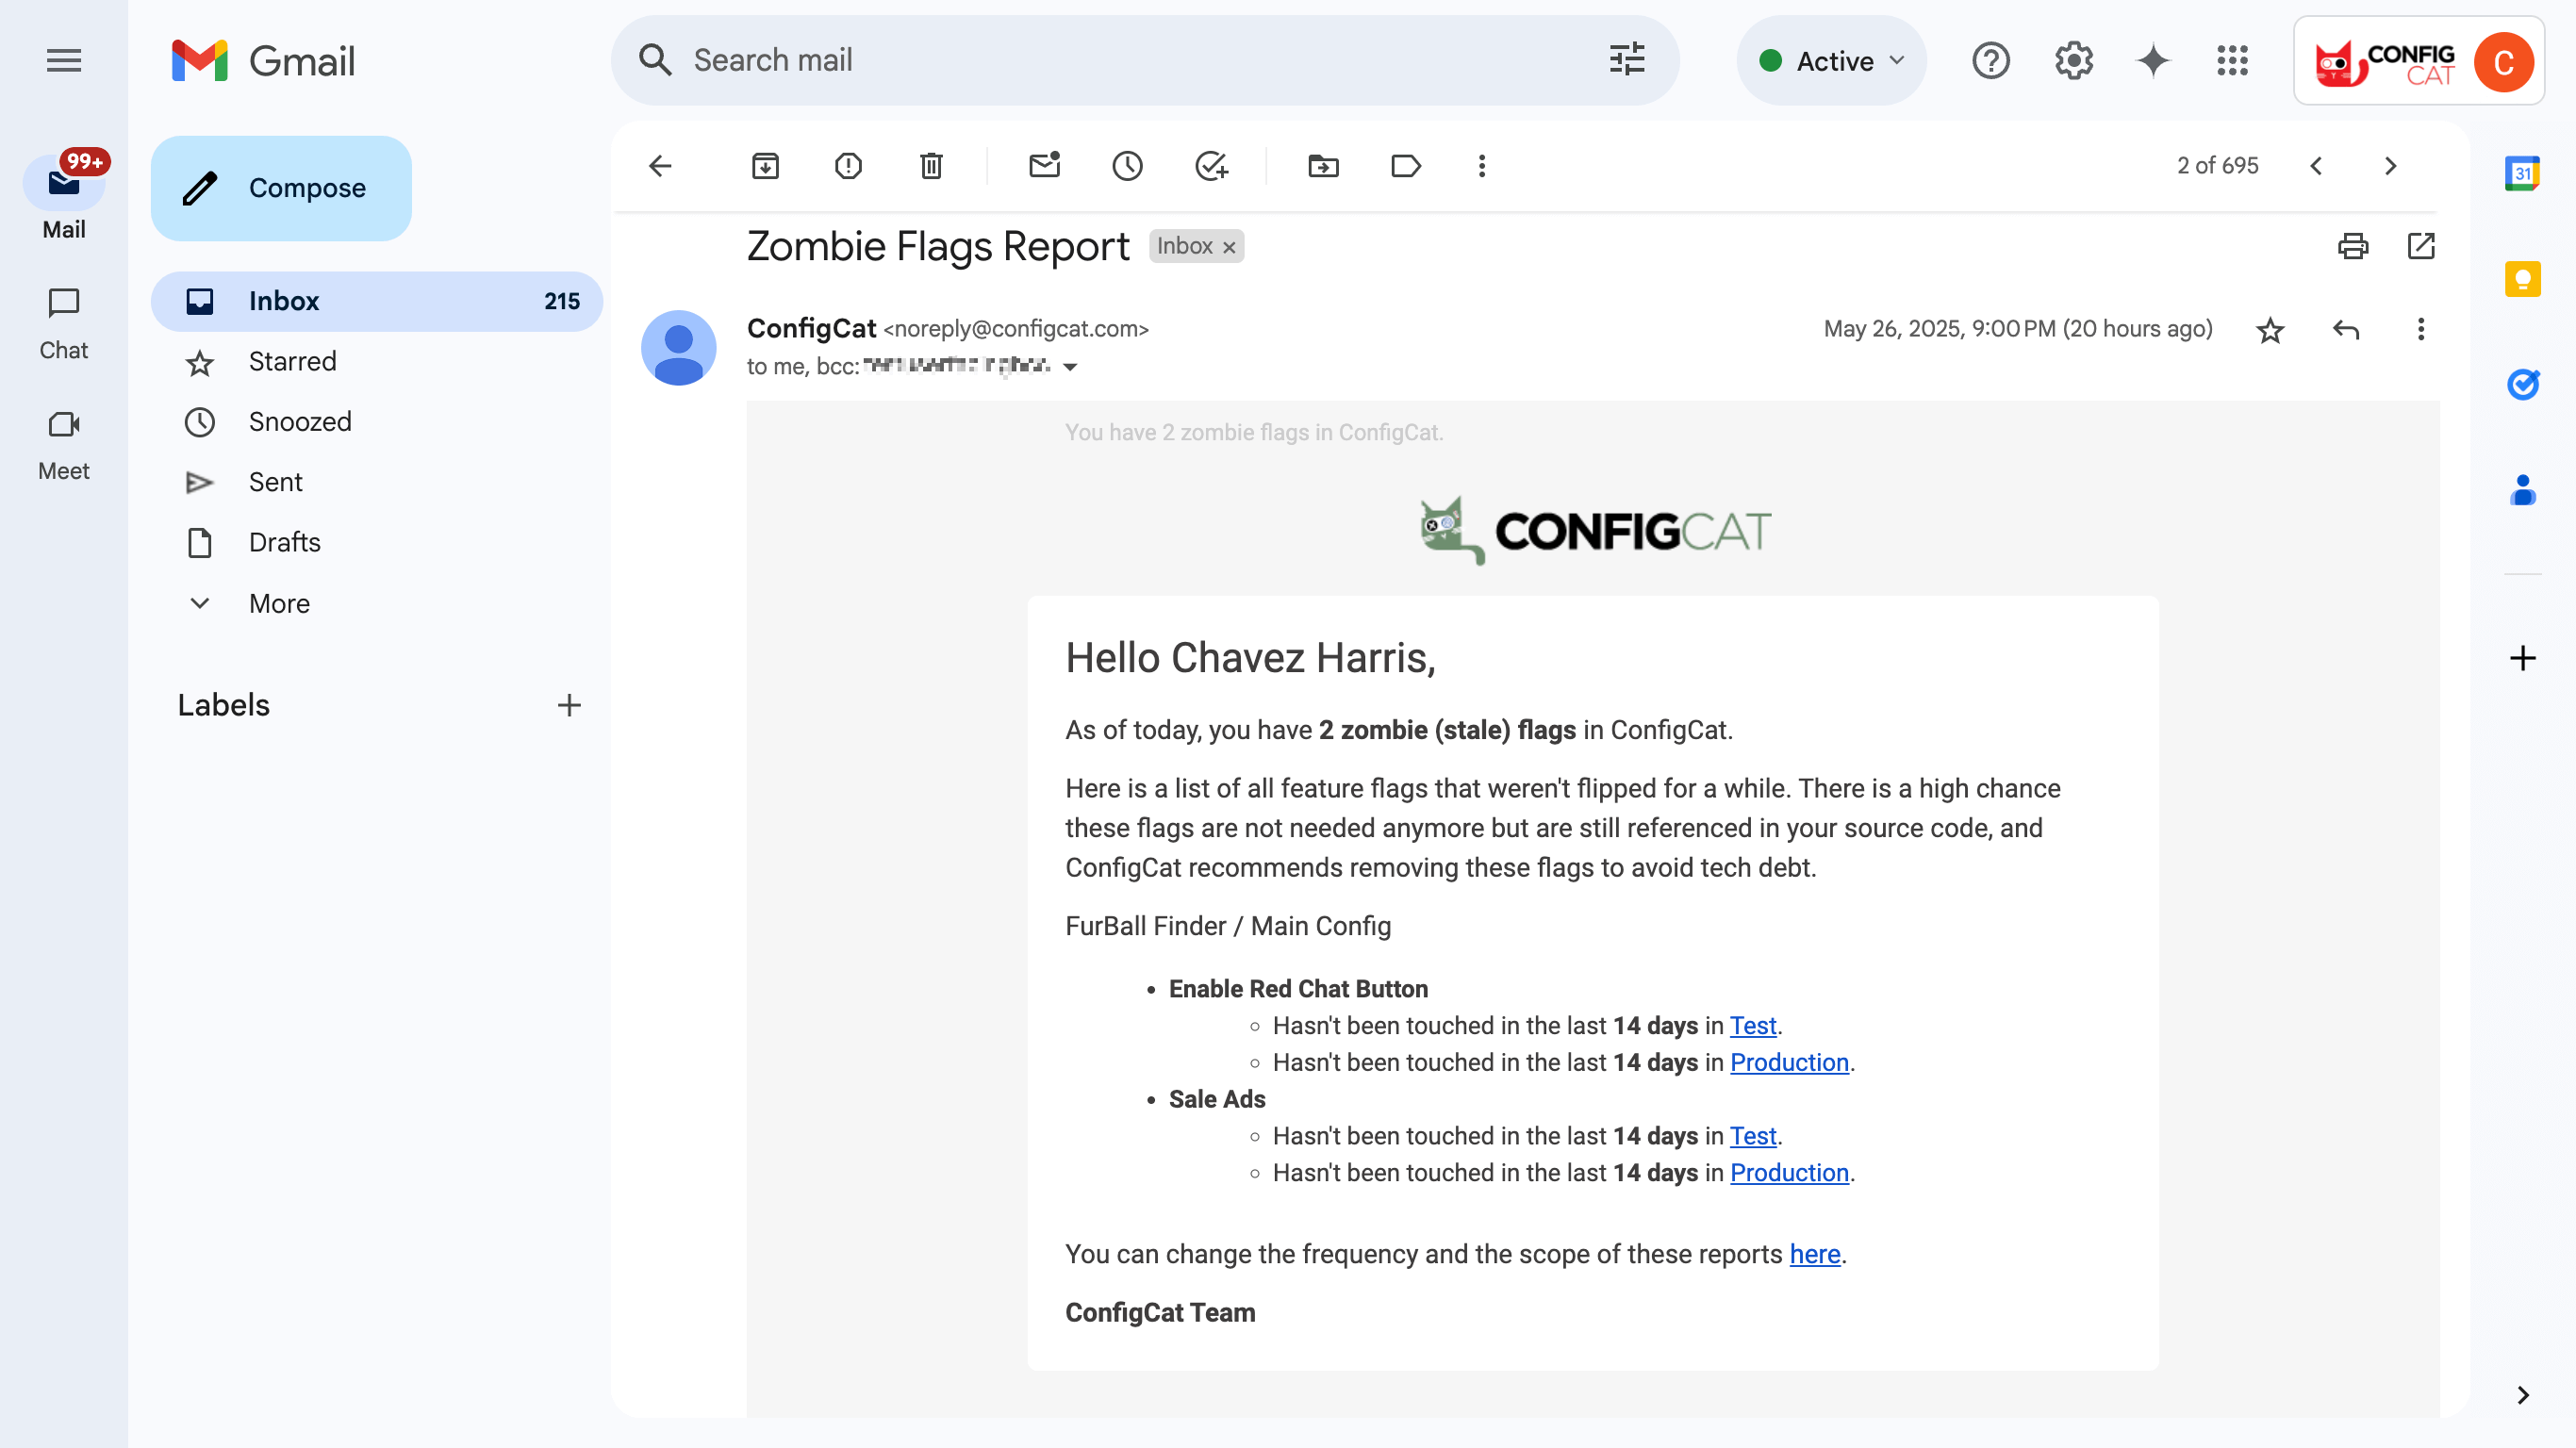 Gmail
Search mail
Active
CONFIG
CAT
C
99+
Mail
Chat
Meet
Compose
Inbox 215
Starred
Snoozed
Sent
Drafts
More
Labels
2 of 695
31
Zombie Flags Report Inbox ×
ConfigCat <noreply@configcat.com>
May 26, 2025, 9:00 PM (20 hours ago)
to me, bcc:
You have 2 zombie flags in ConfigCat.
CONFIGCAT
Hello Chavez Harris,
As of today, you have 2 zombie (stale) flags in ConfigCat.
Here is a list of all feature flags that weren't flipped for a while. There is a high chance
these flags are not needed anymore but are still referenced in your source code, and
ConfigCat recommends removing these flags to avoid tech debt.
FurBall Finder / Main Config
• Enable Red Chat Button
◦ Hasn't been touched in the last 14 days in Test.
◦ Hasn't been touched in the last 14 days in Production.
• Sale Ads
◦ Hasn't been touched in the last 14 days in Test.
◦ Hasn't been touched in the last 14 days in Production.
You can change the frequency and the scope of these reports here.
ConfigCat Team